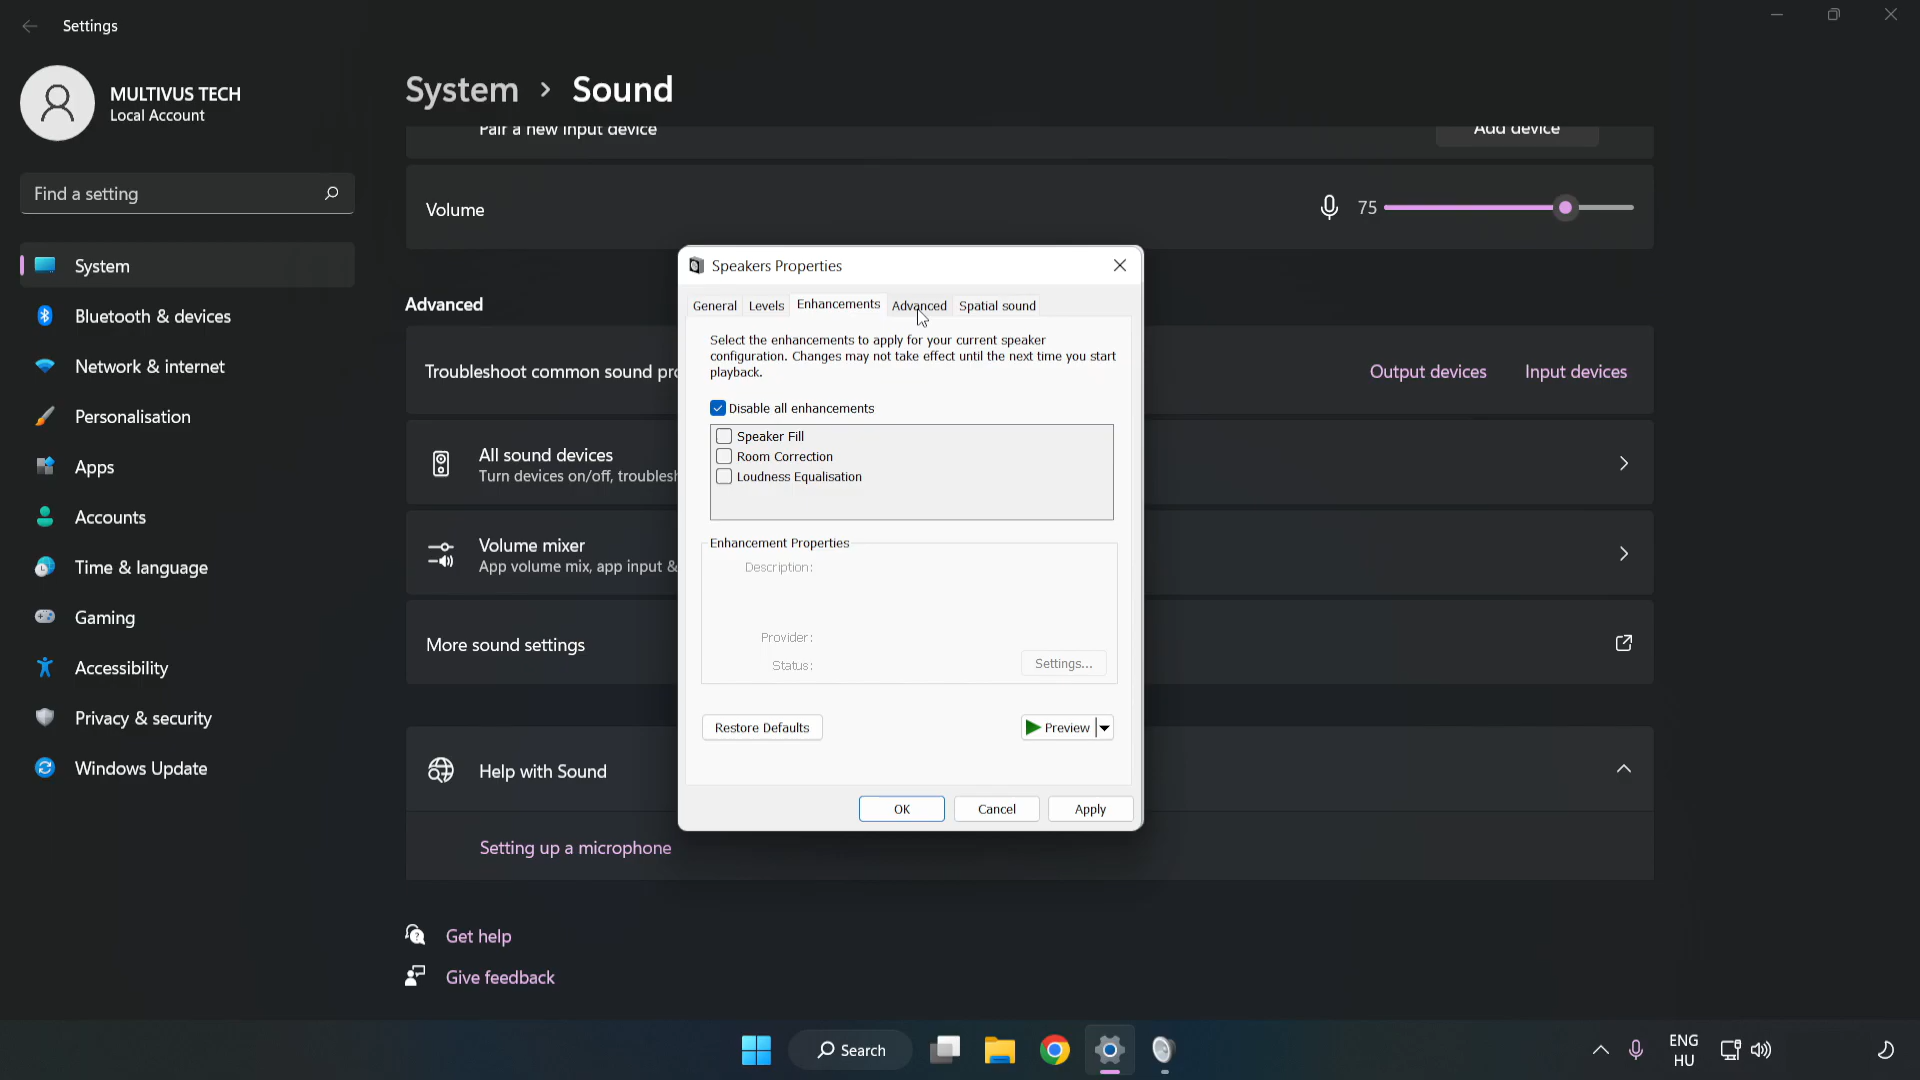 Settings
MULTIVUS TECH
Local Account
Find a setting
System
Bluetooth & devices
Network & internet
Personalisation
Apps
Accounts
Time & language
Gaming
Accessibility
Privacy & security
Windows Update
System › Sound
Pair a new input device
Add device
Volume
75
Advanced
Troubleshoot common sound pro
Output devices
Input devices
All sound devices
Turn devices on/off, troublesh
Volume mixer
App volume mix, app input &
More sound settings
Help with Sound
Setting up a microphone
Get help
Give feedback
Speakers Properties
General Levels Enhancements Advanced Spatial sound
Select the enhancements to apply for your current speaker
configuration. Changes may not take effect until the next time you start
playback.
Disable all enhancements
Speaker Fill
Room Correction
Loudness Equalisation
Enhancement Properties
Description:
Provider:
Status:
Settings...
Restore Defaults
Preview
OK
Cancel
Apply
Search
ENG
HU